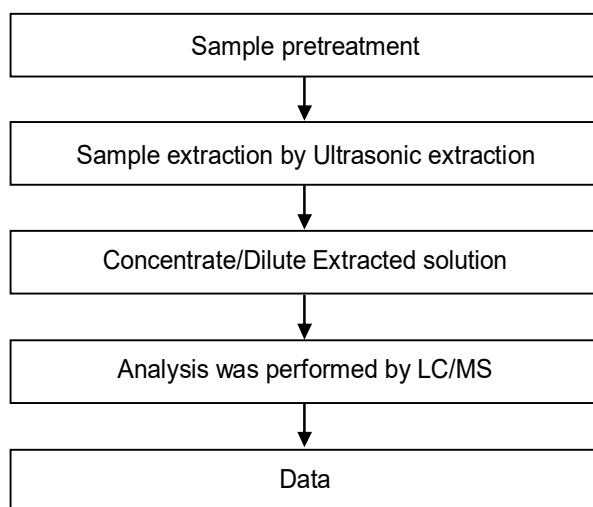 Sample pretreatment
Sample extraction by Ultrasonic extraction
Concentrate/Dilute Extracted solution
Analysis was performed by LC/MS
Data